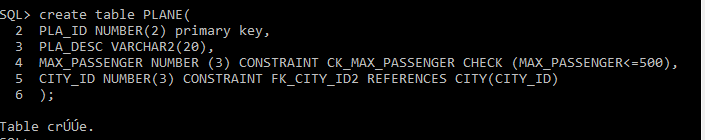 SQL> create table PLANE(
2 PLA_ID NUMBER(2) primary key,
3 PLA_DESC VARCHAR2(20),
4 MAX_PASSENGER NUMBER (3) CONSTRAINT CK_MAX_PASSENGER CHECK (MAX_PASSENGER<=500),
5 CITY_ID NUMBER(3) CONSTRAINT FK_CITY_ID2 REFERENCES CITY(CITY_ID)
6 );
Table crÚÚe.